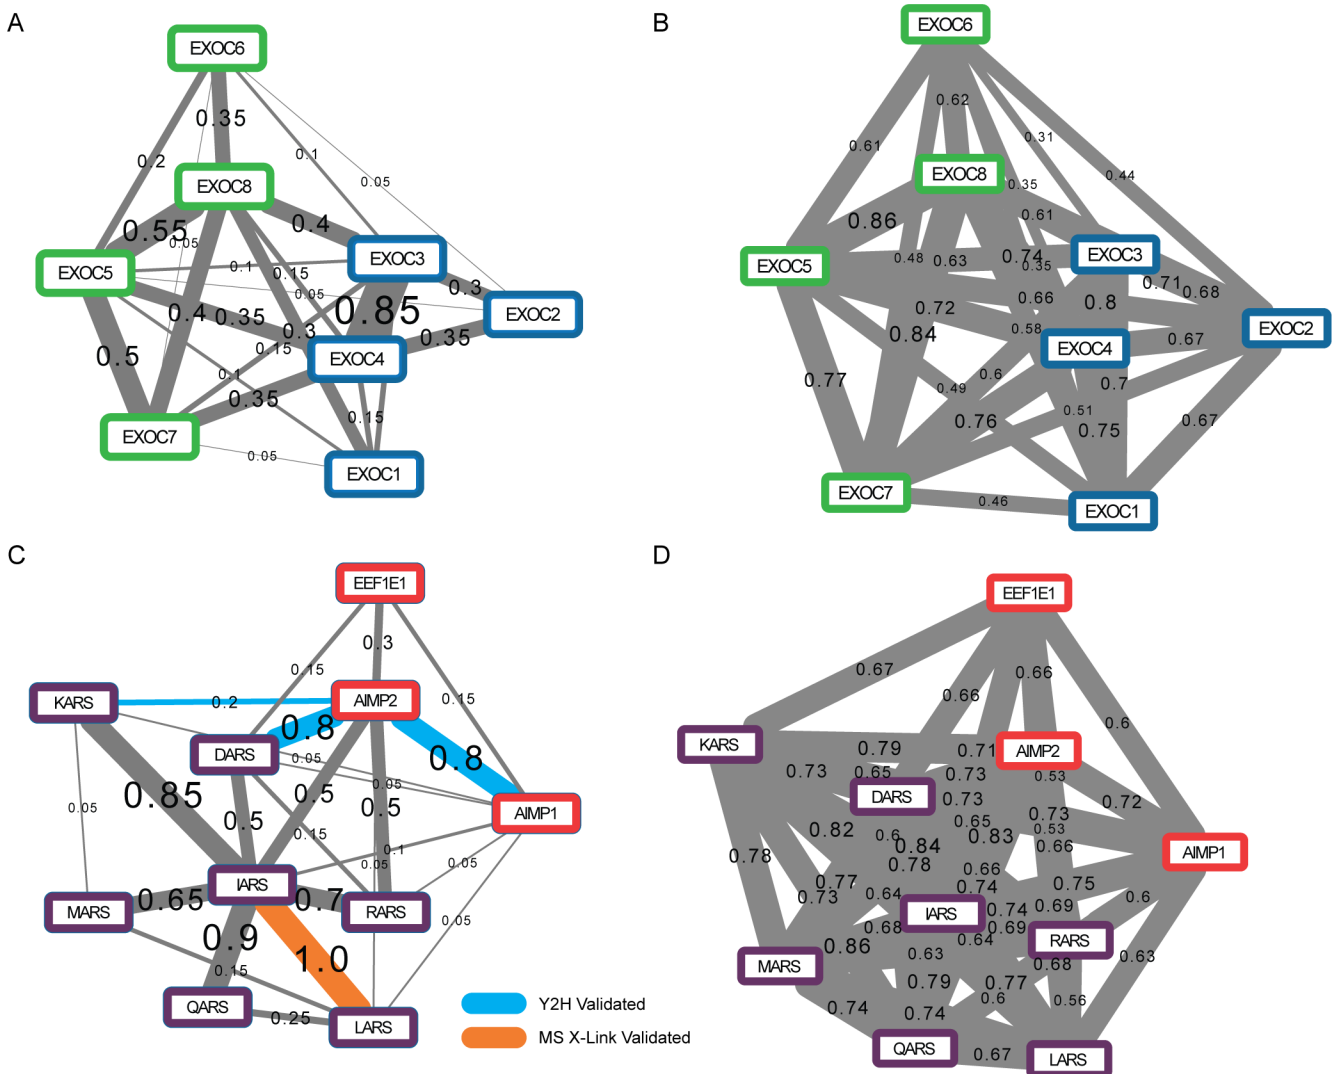 A
EXOC6
0.35
0.2
0.1
0.05
EXOC8
0.55
0.4
0.05
EXOC5
EXOC3
0.1
0.15
0.05
0.3
EXOC2
0.4
0.35
0.3
0.85
0.35
0.5
0.15
EXOC4
0.1
0.35
0.15
EXOC7
0.05
EXOC1
B
EXOC6
0.62
0.61
0.31
0.44
EXOC8
0.35
0.86
0.61
EXOC5
0.48
0.63
0.74
0.35
EXOC3
0.71
0.68
0.72
0.66
0.8
0.84
0.58
EXOC4
0.67
EXOC2
0.77
0.49
0.6
0.7
0.76
0.51
0.75
0.67
EXOC7
0.46
EXOC1
C
EEF1E1
0.3
0.15
0.15
KARS
0.2
AIMP2
DARS
0.8
0.8
0.05
0.05
0.05
0.85
0.5
0.5
0.5
AIMP1
0.15
0.1
0.05
0.05
IARS
MARS
0.65
0.7
RARS
0.05
0.9
0.15
1.0
QARS
0.25
LARS
Y2H Validated
MS X-Link Validated
D
EEF1E1
0.67
0.66
0.66
0.6
KARS
0.79
0.71
AIMP2
0.73
0.65
0.73
0.53
DARS
0.73
0.72
0.82
0.6
0.65
0.83
0.73
0.53
0.84
0.66
0.78
0.78
AIMP1
0.77
0.66
0.73
0.64
0.74
0.75
0.6
IARS
0.74
0.69
0.68
0.69
0.86
0.64
RARS
MARS
0.63
0.68
0.63
0.79
0.77
0.74
0.74
0.6
0.56
QARS
0.67
LARS